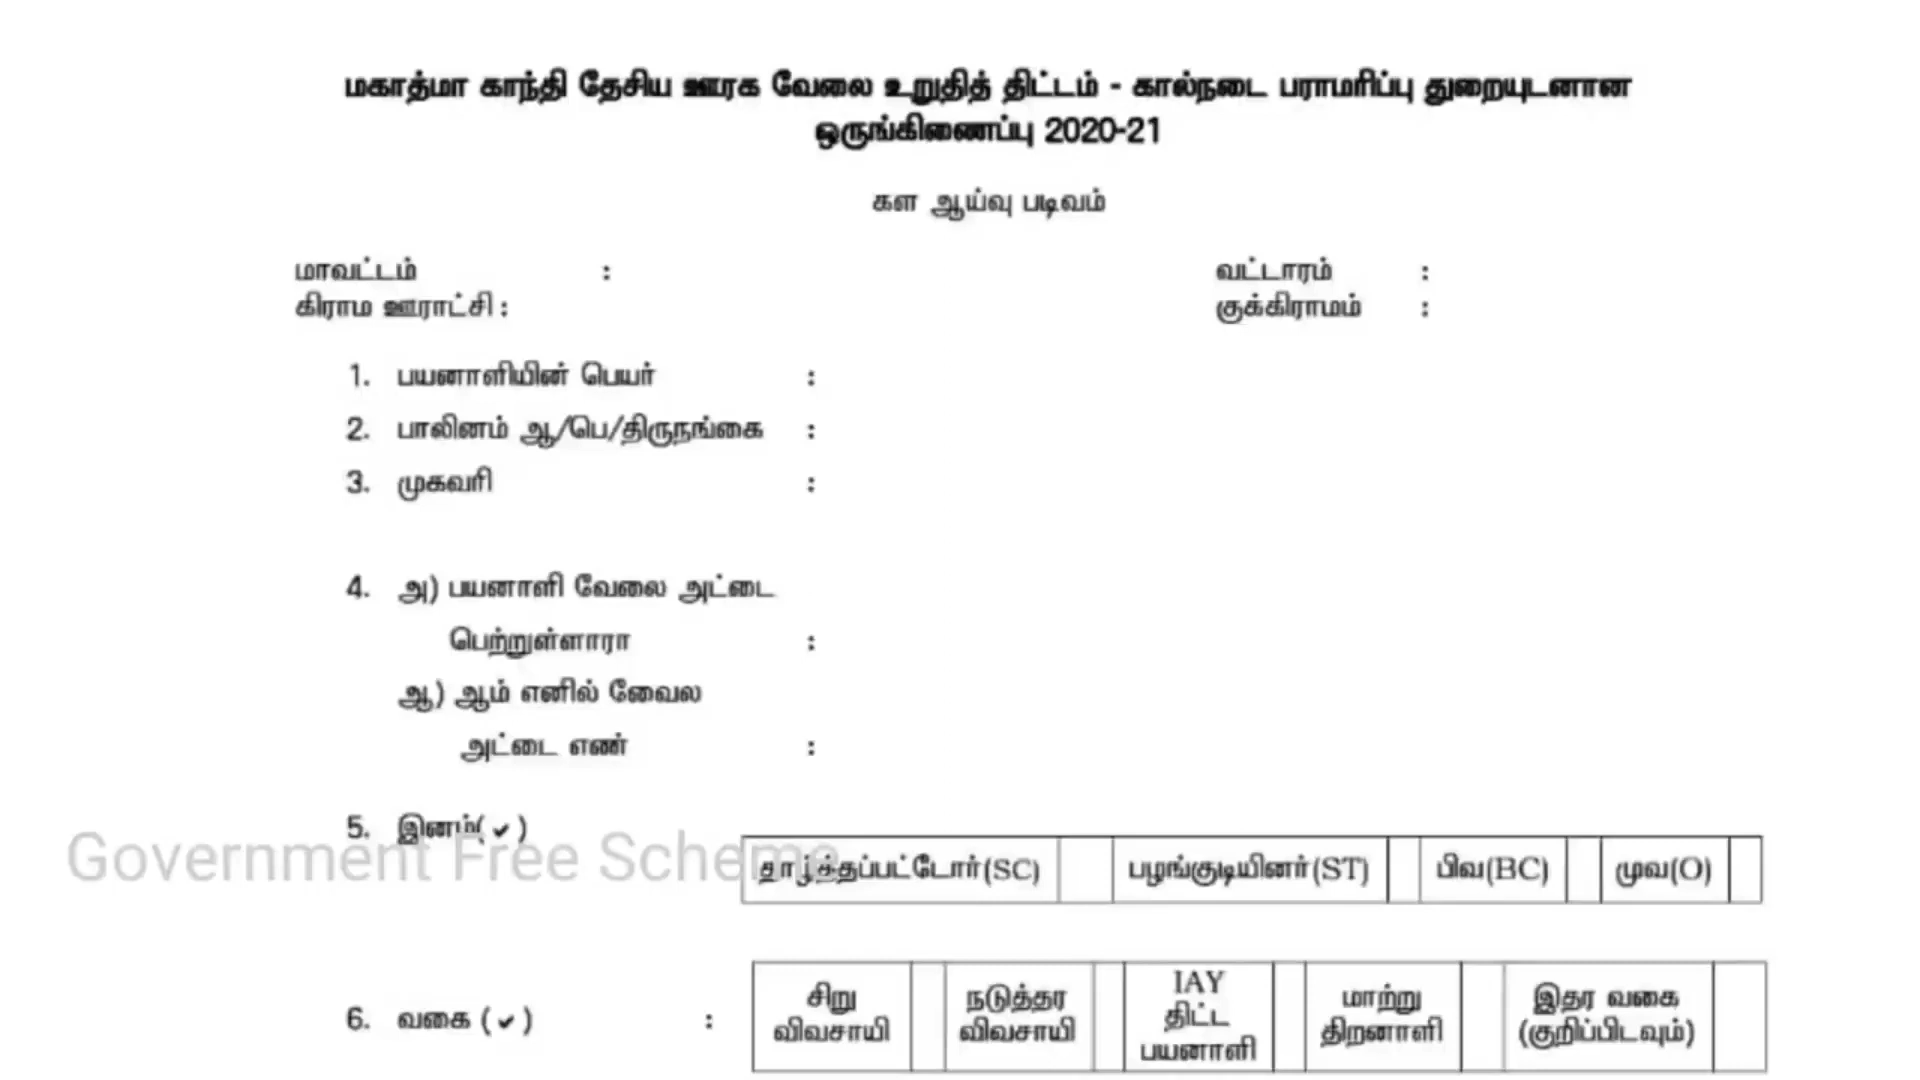 மகாத்மா காந்தி தேசிய ஊரக வேலை உறுதித் திட்டம் - கால்நடை பராமரிப்பு துறையுடனான
ஒருங்கிணைப்பு 2020-21
கள ஆய்வு படிவம்
மாவட்டம் : வட்டாரம் :
கிராம ஊராட்சி : குக்கிராமம் :
1. பயனாளியின் பெயர் :
2. பாலினம் ஆ/பெ/திருநங்கை :
3. முகவரி :
4. அ) பயனாளி வேலை அட்டை
பெற்றுள்ளாரா :
ஆ) ஆம் எனில் வேைல
அட்டை எண் :
5. இனம்(✓)
Government Free Scheme
தாழ்த்தப்பட்டோர்(SC) பழங்குடியினர்(ST) பிவ(BC) முவ(O)
6. வகை (✓) :
சிறு விவசாயி
நடுத்தர விவசாயி
IAY திட்ட பயனாளி
மாற்று திறனாளி
இதர வகை (குறிப்பிடவும்)